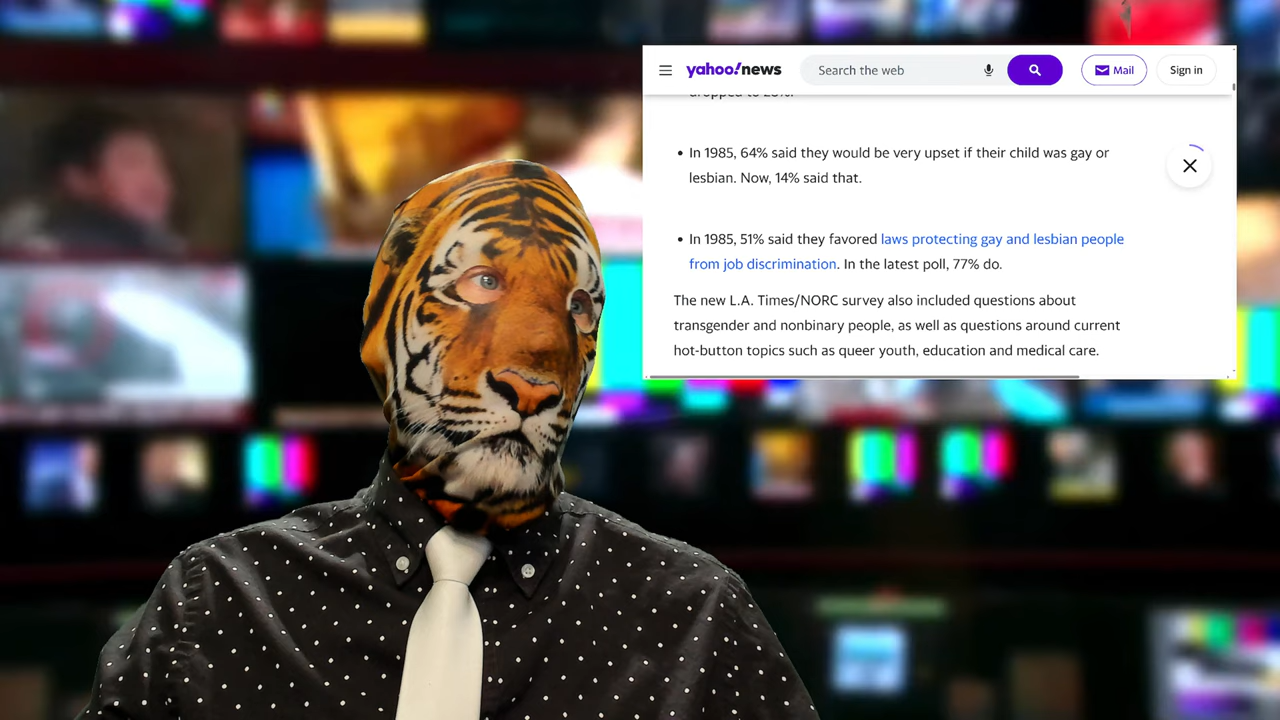 yahoo!news
Search the web
Mail
Sign in
In 1985, 64% said they would be very upset if their child was gay or
lesbian. Now, 14% said that.
In 1985, 51% said they favored laws protecting gay and lesbian people
from job discrimination. In the latest poll, 77% do.
The new L.A. Times/NORC survey also included questions about
transgender and nonbinary people, as well as questions around current
hot-button topics such as queer youth, education and medical care.